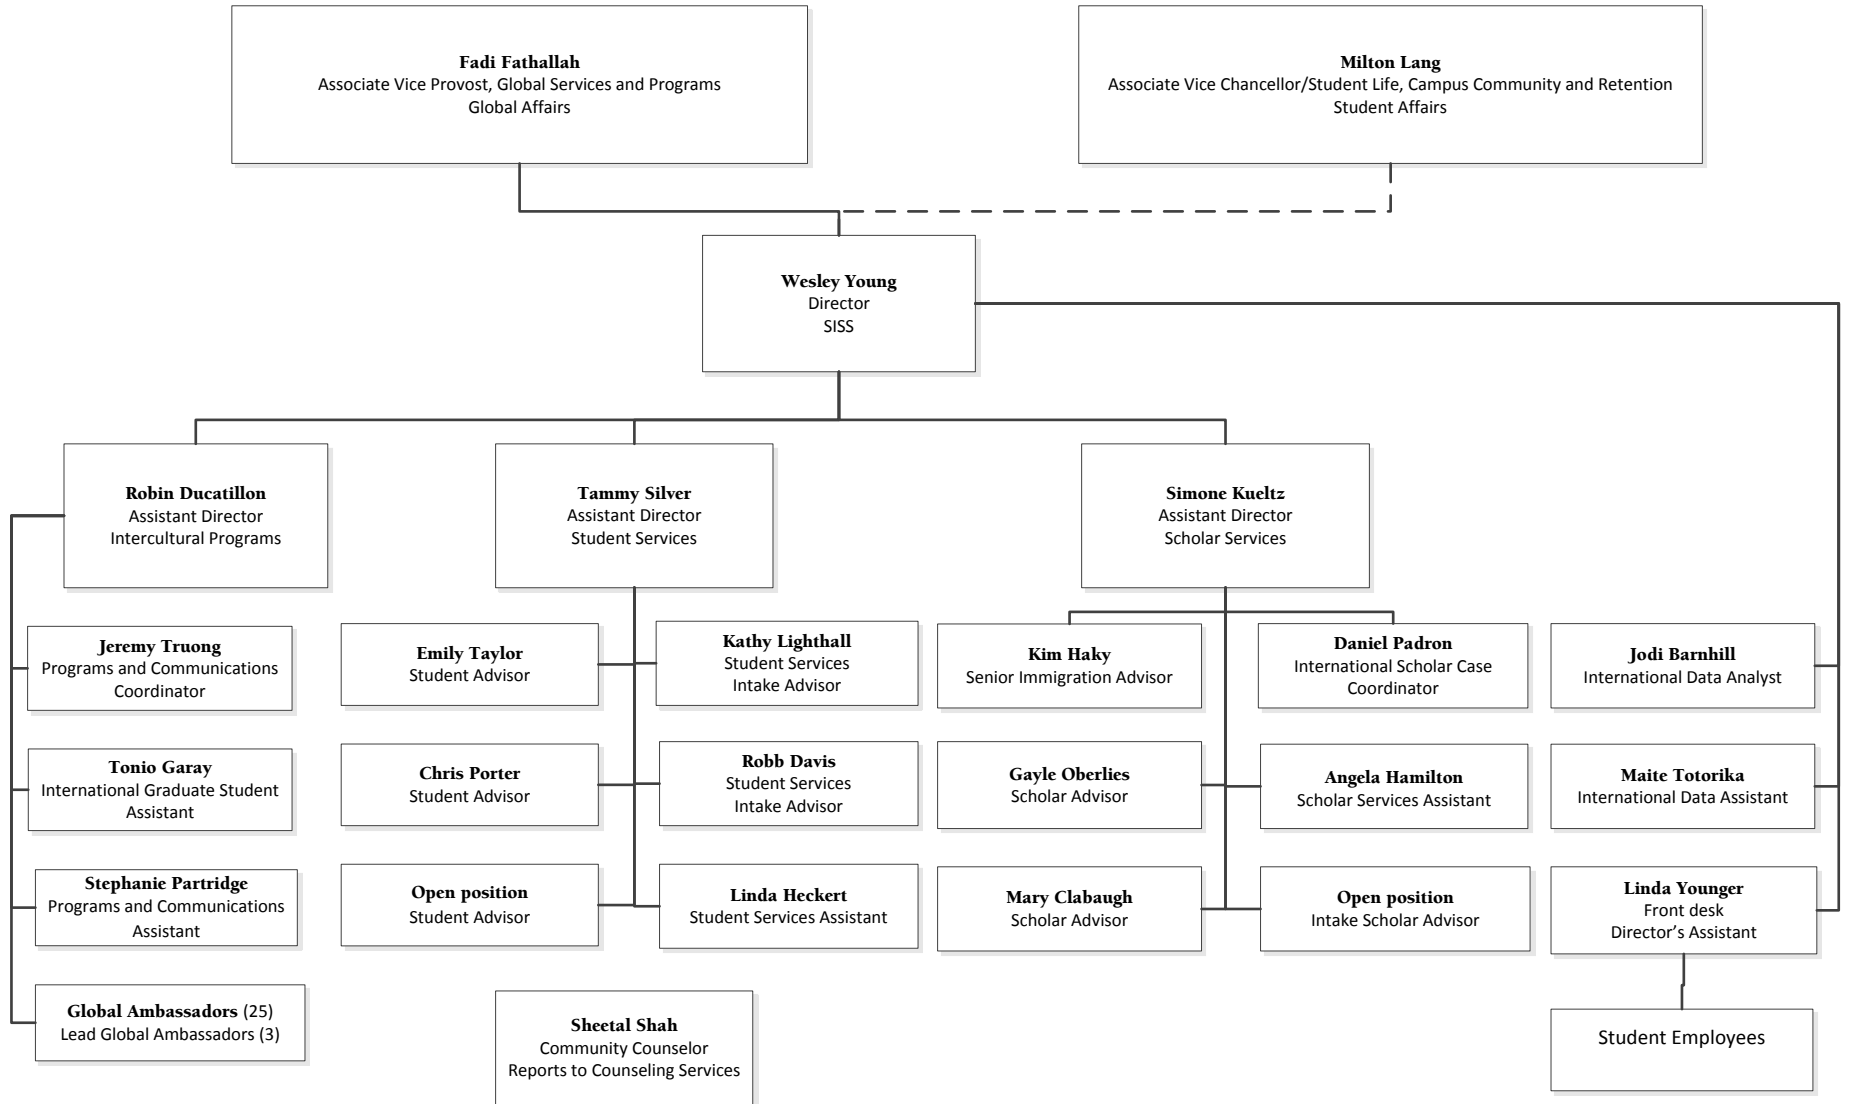 Fadi Fathallah
Associate Vice Provost, Global Services and Programs
Global Affairs
Milton Lang
Associate Vice Chancellor/Student Life, Campus Community and Retention
Student Affairs
Wesley Young
Director
SISS
Robin Ducatillon
Assistant Director
Intercultural Programs
Tammy Silver
Assistant Director
Student Services
Simone Kueltz
Assistant Director
Scholar Services
Jeremy Truong
Programs and Communications
Coordinator
Emily Taylor
Student Advisor
Kathy Lighthall
Student Services
Intake Advisor
Kim Haky
Senior Immigration Advisor
Daniel Padron
International Scholar Case
Coordinator
Jodi Barnhill
International Data Analyst
Tonio Garay
International Graduate Student
Assistant
Chris Porter
Student Advisor
Robb Davis
Student Services
Intake Advisor
Gayle Oberlies
Scholar Advisor
Angela Hamilton
Scholar Services Assistant
Maite Totorika
International Data Assistant
Stephanie Partridge
Programs and Communications
Assistant
Open position
Student Advisor
Linda Heckert
Student Services Assistant
Mary Clabaugh
Scholar Advisor
Open position
Intake Scholar Advisor
Linda Younger
Front desk
Director’s Assistant
Global Ambassadors (25)
Lead Global Ambassadors (3)
Sheetal Shah
Community Counselor
Reports to Counseling Services
Student Employees